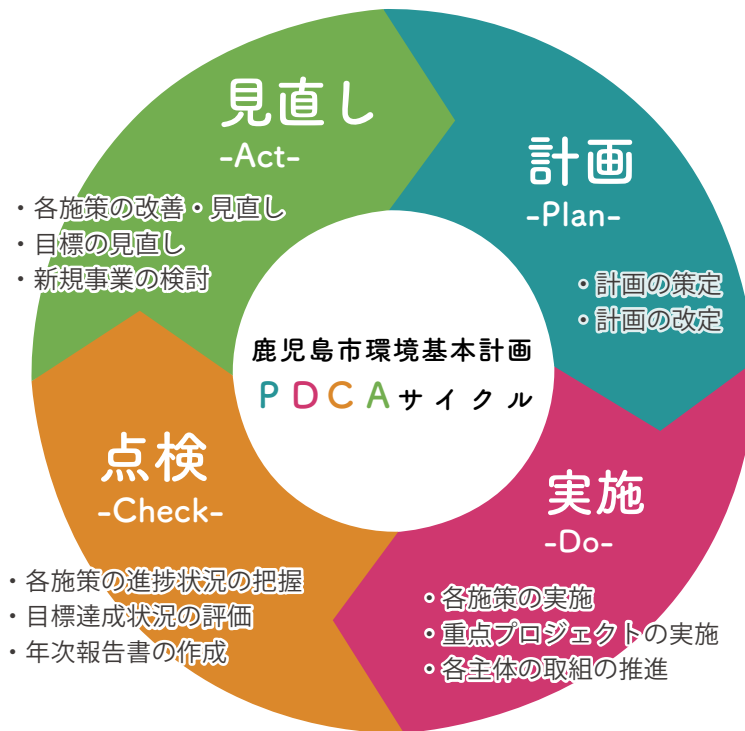 見直し
-Act-
・各施策の改善・見直し
・目標の見直し
・新規事業の検討
計画
-Plan-
・計画の策定
・計画の改定
鹿児島市環境基本計画
PDCAサイクル
点検
-Check-
・各施策の進捗状況の把握
・目標達成状況の評価
・年次報告書の作成
実施
-Do-
・各施策の実施
・重点プロジェクトの実施
・各主体の取組の推進